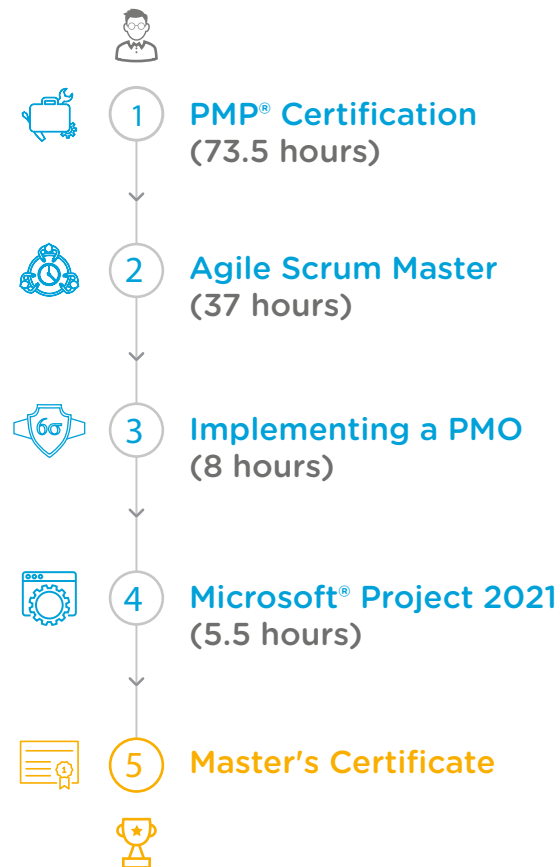 1
PMP® Certification
(73.5 hours)
2
Agile Scrum Master
(37 hours)
6σ
3
Implementing a PMO
(8 hours)
4
Microsoft® Project 2021
(5.5 hours)
1
5
Master's Certificate